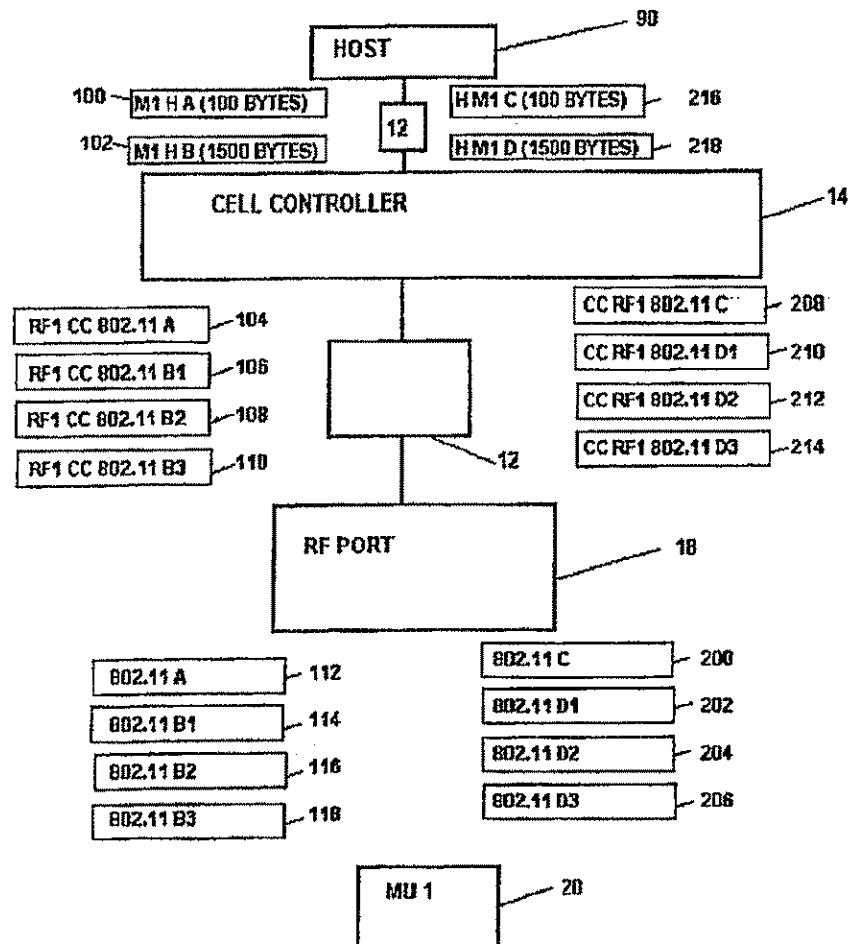 HOST
90
100
M1 H A (100 BYTES)
H M1 C (100 BYTES)
216
12
102
M1 H B (1500 BYTES)
H M1 D (1500 BYTES)
218
CELL CONTROLLER
14
RF1 CC 802.11 A
104
CC RF1 802.11 C
208
RF1 CC 802.11 B1
106
CC RF1 802.11 D1
210
RF1 CC 802.11 B2
108
CC RF1 802.11 D2
212
RF1 CC 802.11 B3
110
12
CC RF1 802.11 D3
214
RF PORT
18
802.11 A
112
802.11 C
200
802.11 B1
114
802.11 D1
202
802.11 B2
116
802.11 D2
204
802.11 B3
118
802.11 D3
206
MU 1
20